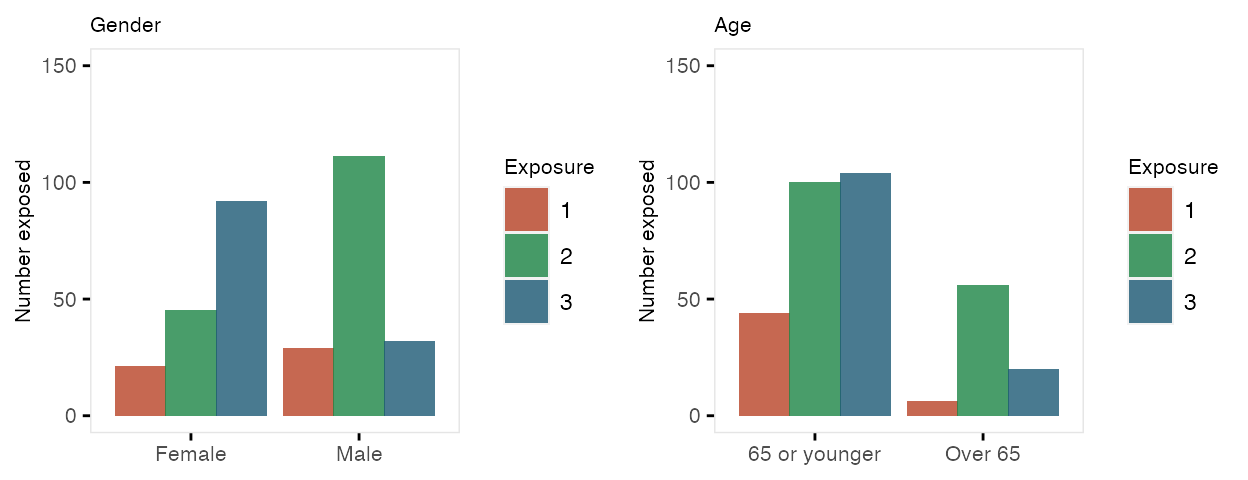 Gender
150
100
50
0
Number exposed
Female
Male
Exposure
1
2
3
Age
150
100
50
0
Number exposed
65 or younger
Over 65
Exposure
1
2
3